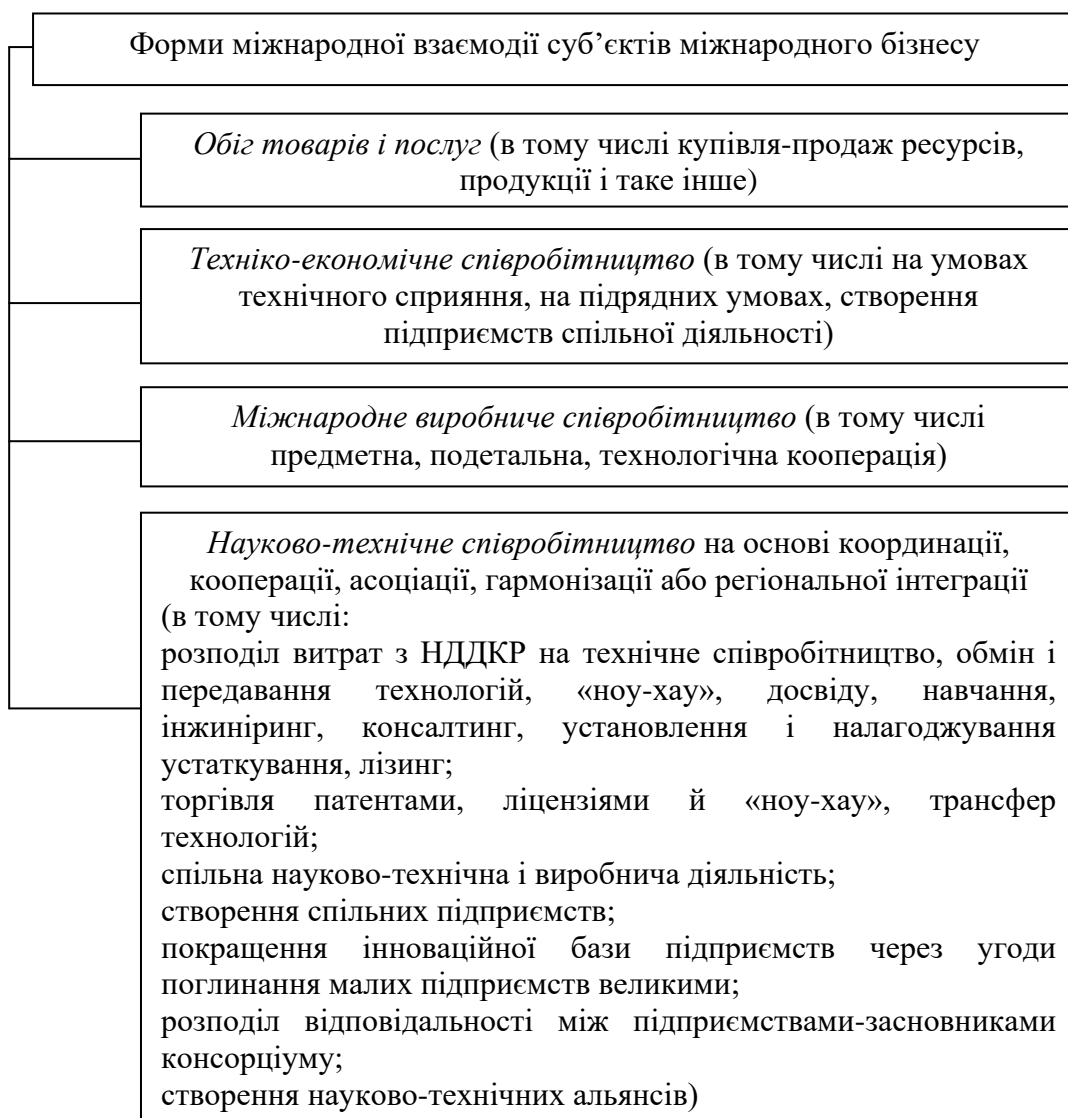 Форми міжнародної взаємодії суб’єктів міжнародного бізнесу
Обіг товарів і послуг (в тому числі купівля-продаж ресурсів,
продукції і таке інше)
Техніко-економічне співробітництво (в тому числі на умовах
технічного сприяння, на підрядних умовах, створення
підприємств спільної діяльності)
Міжнародне виробниче співробітництво (в тому числі
предметна, подетальна, технологічна кооперація)
Науково-технічне співробітництво на основі координації,
кооперації, асоціації, гармонізації або регіональної інтеграції
(в тому числі:
розподіл витрат з НДДКР на технічне співробітництво, обмін і
передавання технологій, «ноу-хау», досвіду, навчання,
інжиніринг, консалтинг, установлення і налагоджування
устаткування, лізинг;
торгівля патентами, ліцензіями й «ноу-хау», трансфер
технологій;
спільна науково-технічна і виробнича діяльність;
створення спільних підприємств;
покращення інноваційної бази підприємств через угоди
поглинання малих підприємств великими;
розподіл відповідальності між підприємствами-засновниками
консорціуму;
створення науково-технічних альянсів)